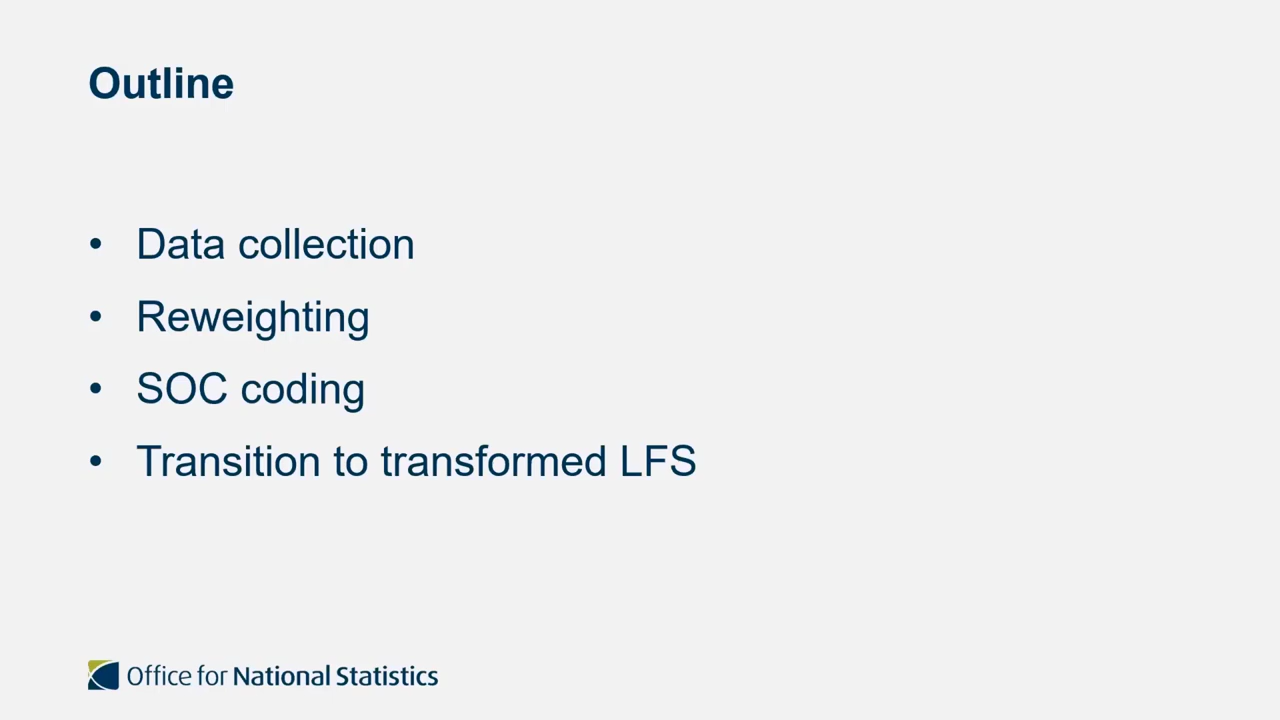 Outline
• Data collection
• Reweighting
• SOC coding
• Transition to transformed LFS
Office for National Statistics